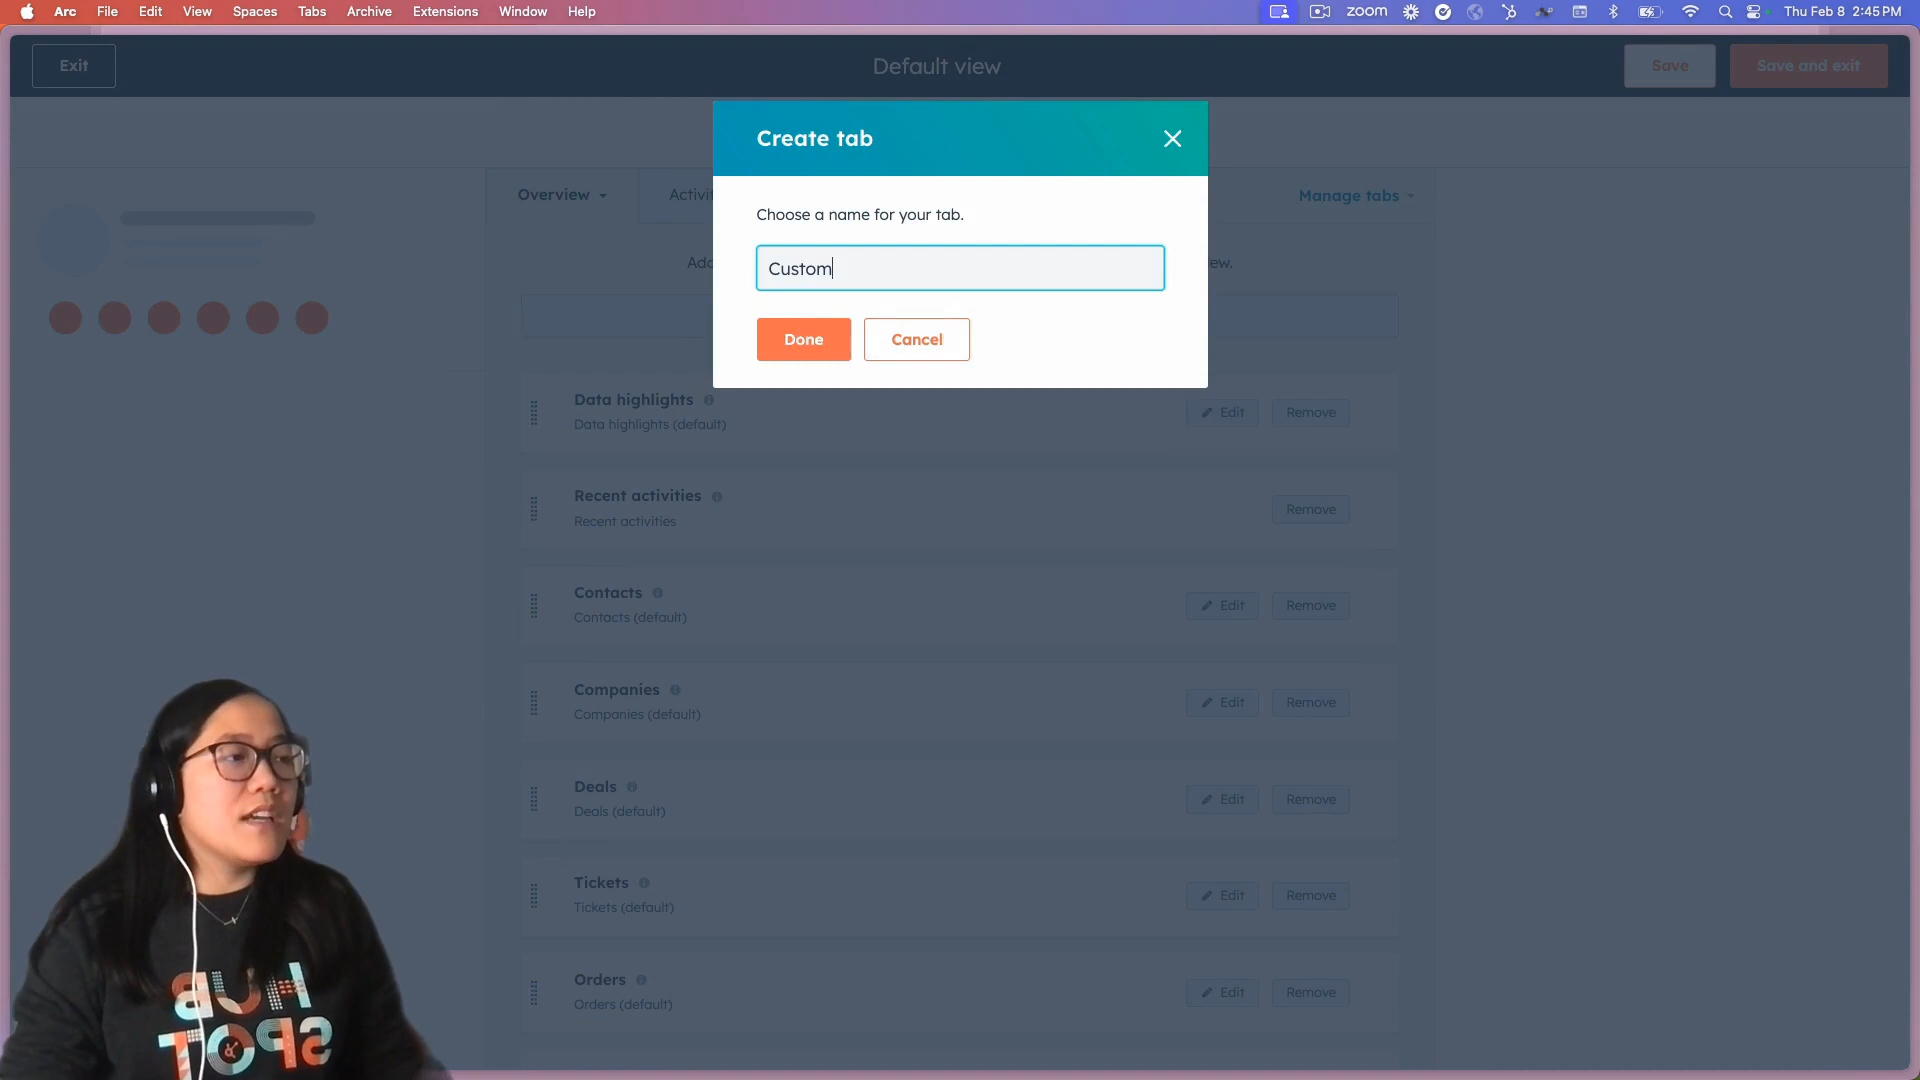 Arc File Edit View Spaces Tabs Archive Extensions Window Help
zoom
Thu Feb 8 2:45 PM
Exit
Default view
Save
Save and exit
Create tab
Choose a name for your tab.
Custom
Done
Cancel
Overview
Activi
Manage tabs
Add
ew.
Data highlights
Data highlights (default)
Edit
Remove
Recent activities
Recent activities
Remove
Contacts
Contacts (default)
Edit
Remove
Companies
Companies (default)
Edit
Remove
Deals
Deals (default)
Edit
Remove
Tickets
Tickets (default)
Edit
Remove
Orders
Orders (default)
Edit
Remove
HUB
SPOT